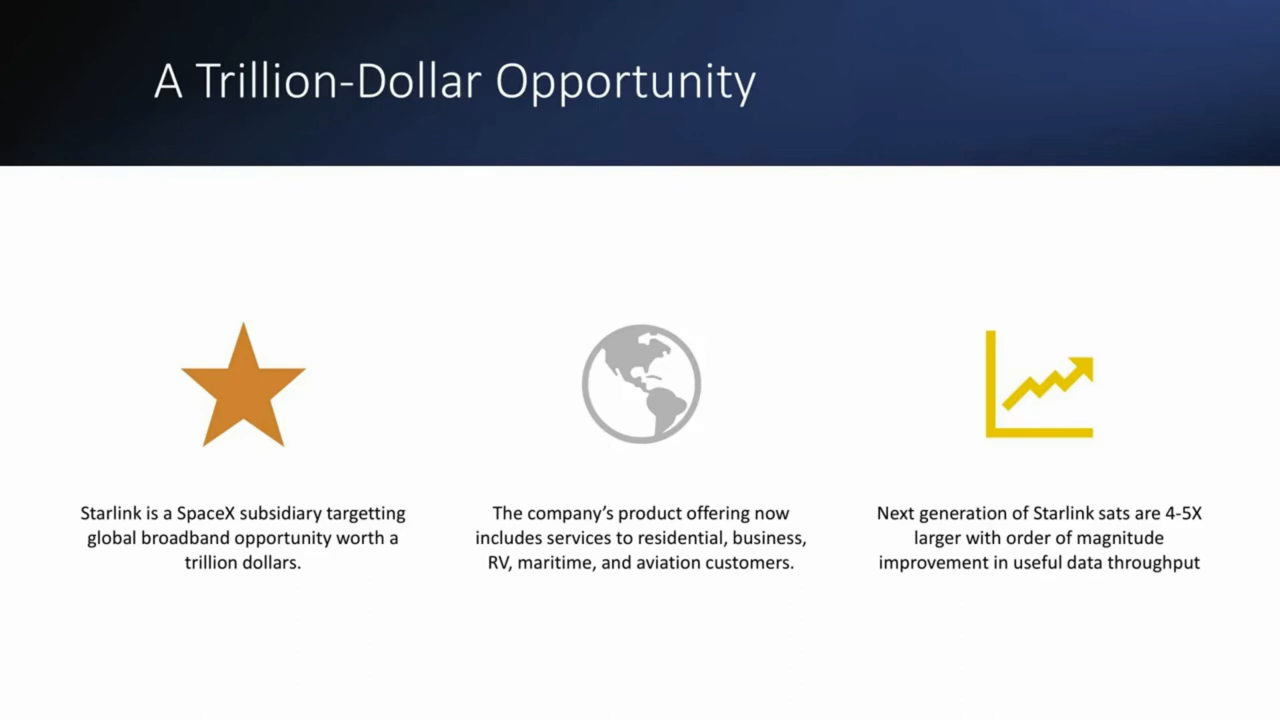 A Trillion-Dollar Opportunity
Starlink is a SpaceX subsidiary targetting
global broadband opportunity worth a
trillion dollars.
The company’s product offering now
includes services to residential, business,
RV, maritime, and aviation customers.
Next generation of Starlink sats are 4-5X
larger with order of magnitude
improvement in useful data throughput